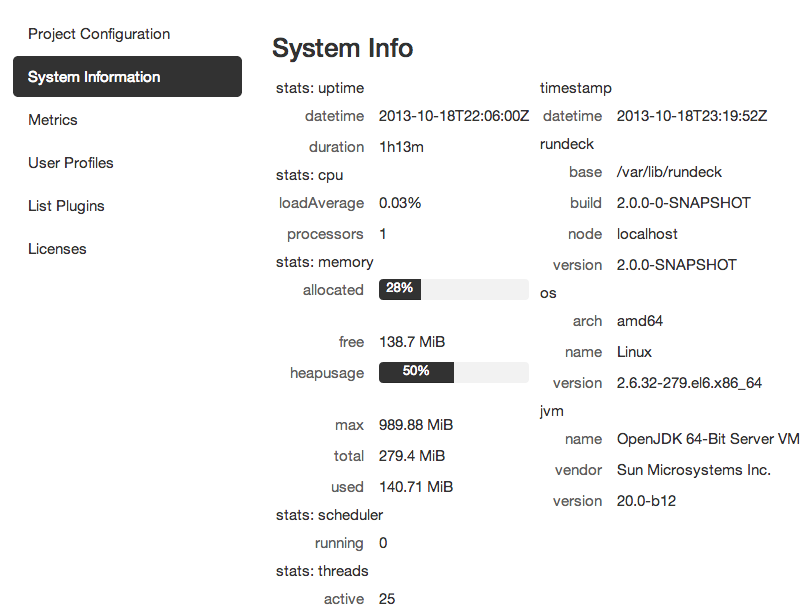 Project Configuration
System Information
Metrics
User Profiles
List Plugins
Licenses
System Info
stats: uptime
datetime 2013-10-18T22:06:00Z
duration 1h13m
stats: cpu
loadAverage 0.03%
processors 1
stats: memory
allocated 28%
free 138.7 MiB
heapusage 50%
max 989.88 MiB
total 279.4 MiB
used 140.71 MiB
stats: scheduler
running 0
stats: threads
active 25
timestamp
datetime 2013-10-18T23:19:52Z
rundeck
base /var/lib/rundeck
build 2.0.0-0-SNAPSHOT
node localhost
version 2.0.0-SNAPSHOT
os
arch amd64
name Linux
version 2.6.32-279.el6.x86_64
jvm
name OpenJDK 64-Bit Server VM
vendor Sun Microsystems Inc.
version 20.0-b12